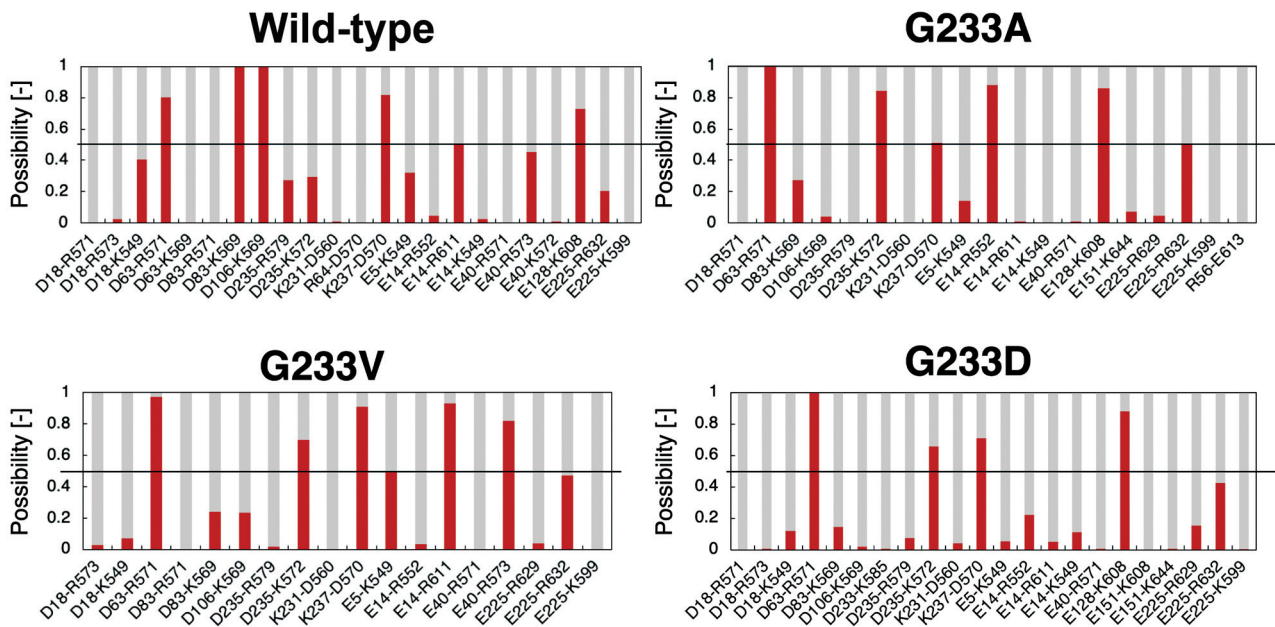 Wild-type
Possibility [-]
1
0.8
0.6
0.4
0.2
0
D18-R571
D18-R573
D18-K549
D63-R571
D63-K569
D83-R571
D83-K569
D106-K569
D235-R579
D235-K572
K231-D560
R64-D570
K237-D570
E5-K549
E14-R552
E14-R611
E14-K549
E40-R571
E40-R573
E40-K572
E128-K608
E225-R632
E225-K599
G233A
Possibility [-]
1
0.8
0.6
0.4
0.2
0
D18-R571
D63-R571
D83-K569
D106-K569
D235-R579
D235-K572
K231-D560
K237-D570
E5-K549
E14-R552
E14-R611
E14-K549
E40-R571
E128-K608
E151-K644
E225-R629
E225-R632
E225-K599
R56-E613
G233V
Possibility [-]
1
0.8
0.6
0.4
0.2
0
D18-R573
D18-K549
D63-R571
D83-R571
D83-K569
D106-K569
D235-R579
D235-K572
K231-D560
K237-D570
E5-K549
E14-R552
E14-R611
E40-R571
E40-R573
E225-R629
E225-R632
E225-K599
G233D
Possibility [-]
1
0.8
0.6
0.4
0.2
0
D18-R571
D18-R573
D18-K549
D63-R571
D83-K569
D106-K569
D233-K585
D235-R579
D235-K572
K231-D560
K237-D570
E5-K549
E14-R552
E14-R611
E14-K549
E40-R571
E128-K608
E151-K608
E151-K644
E225-R629
E225-R632
E225-K599